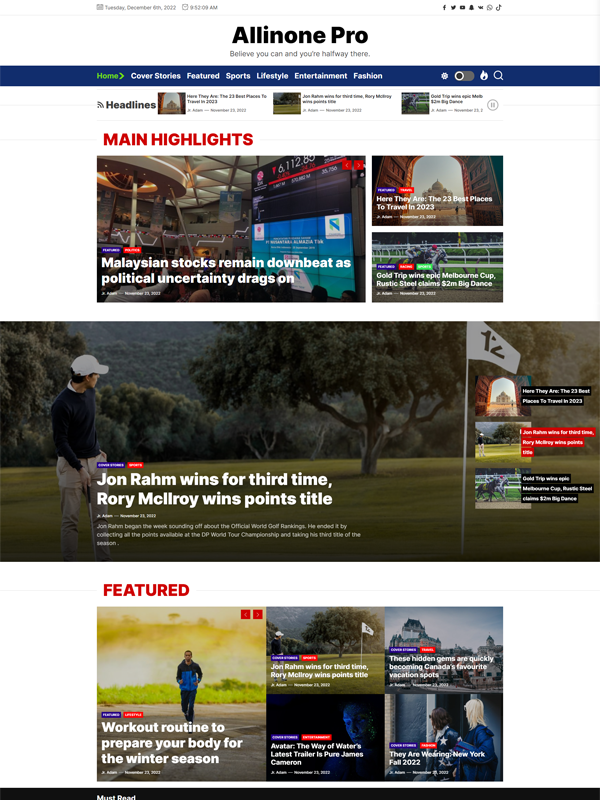 Tuesday, December 6th, 2022 9:52:09 AM
Allinone Pro
Believe you can and you're halfway there.
Home Cover Stories Featured Sports Lifestyle Entertainment Fashion
Headlines
Here They Are: The 23 Best Places To
Travel In 2023
Jr. Adam — November 23, 2022
Jon Rahm wins for third time, Rory McIlroy
wins points title
Jr. Adam — November 23, 2022
Gold Trip wins epic Melb
$2m Big Dance
Jr. Adam — November 23, 2
MAIN HIGHLIGHTS
6,112.85
35.756
FEATURED POLITICS
Malaysian stocks remain downbeat as
political uncertainty drags on
Jr. Adam — November 23, 2022
FEATURED TRAVEL
Here They Are: The 23 Best Places
To Travel In 2023
Jr. Adam — November 23, 2022
FEATURED RACING SPORTS
Gold Trip wins epic Melbourne Cup,
Rustic Steel claims $2m Big Dance
Jr. Adam — November 23, 2022
12
COVER STORIES SPORTS
Jon Rahm wins for third time,
Rory McIlroy wins points title
Jr. Adam — November 23, 2022
Jon Rahm began the week sounding off about the Official World Golf Rankings. He ended it by
collecting all the points available at the DP World Tour Championship and taking his third title of the
season .
Here They Are: The 23 Best
Places To Travel In 2023
Jon Rahm wins for third time,
Rory McIlroy wins points
title
Gold Trip wins epic
Melbourne Cup, Rustic Steel
claims $2m Big Dance
FEATURED
FEATURED LIFESTYLE
Workout routine to
prepare your body for
the winter season
Jr. Adam — November 23, 2022
COVER STORIES SPORTS
Jon Rahm wins for third time,
Rory McIlroy wins points title
Jr. Adam — November 23, 2022
COVER STORIES TRAVEL
These hidden gems are quickly
becoming Canada's favourite
vacation spots
Jr. Adam — November 23, 2022
COVER STORIES ENTERTAINMENT
Avatar: The Way of Water's
Latest Trailer Is Pure James
Cameron
Jr. Adam — November 23, 2022
COVER STORIES FASHION
They Are Wearing: New York
Fall 2022
Jr. Adam — November 23, 2022
Must Read